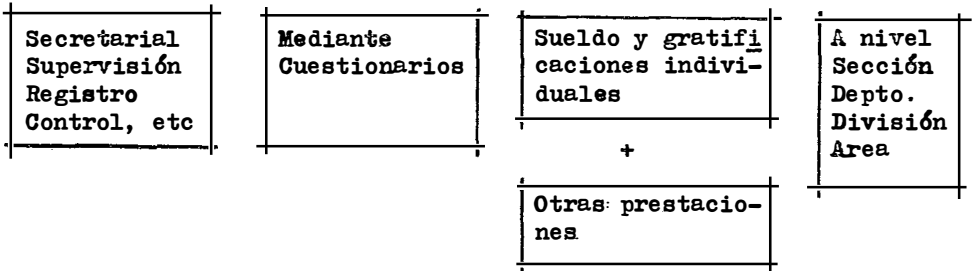 Secretarial
Supervisión
Registro
Control, etc
Mediante
Cuestionarios
Sueldo y gratifi
caciones indivi-
duales
+
Otras prestacio-
nes
A nivel
Sección
Depto.
División
Area